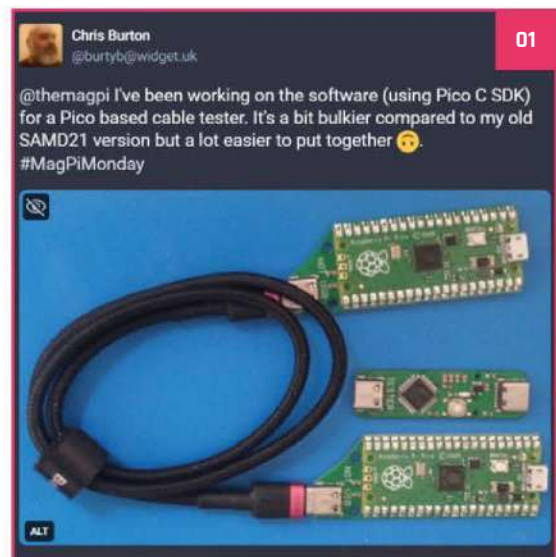 Chris Burton
@burtyb@widget.uk
01
@themagpi I've been working on the software (using Pico C SDK)
for a Pico based cable tester. It's a bit bulkier compared to my old
SAMD21 version but a lot easier to put together 🙃.
#MagPiMonday
ALT